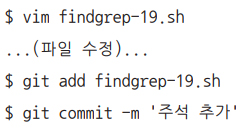 $ vim findgrep-19.sh
...(파일 수정)...
$ git add findgrep-19.sh
$ git commit -m '주석 추가'